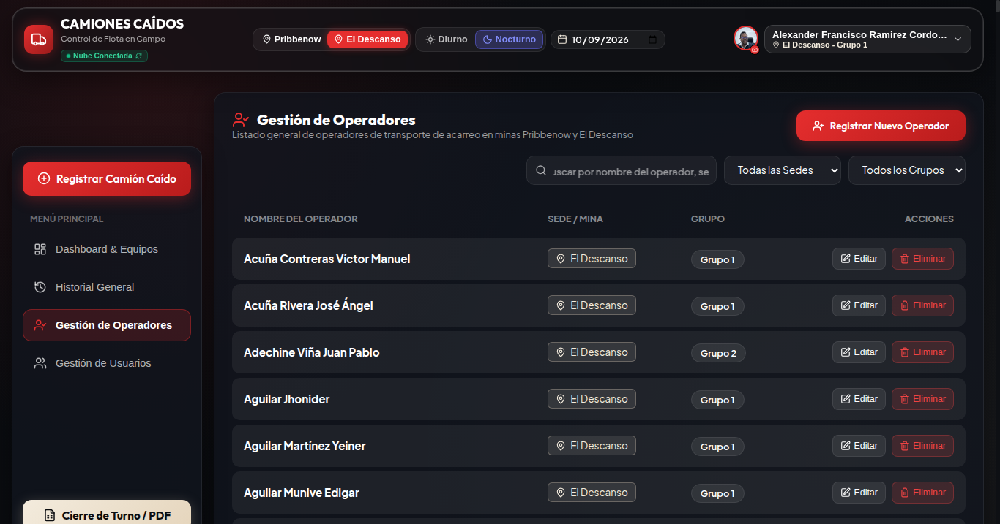 CAMIONES CAÍDOS
Control de Flota en Campo
Nube Conectada
Pribbenow
El Descanso
Diurno
Nocturno
10/09/2026
Alexander Francisco Ramirez Cordo...
El Descanso - Grupo 1
Registrar Camión Caído
MENÚ PRINCIPAL
Dashboard & Equipos
Historial General
Gestión de Operadores
Gestión de Usuarios
Cierre de Turno / PDF
Gestión de Operadores
Listado general de operadores de transporte de acarreo en minas Pribbenow y El Descanso
Registrar Nuevo Operador
uscar por nombre del operador, se
Todas las Sedes
Todos los Grupos
NOMBRE DEL OPERADOR SEDE / MINA GRUPO ACCIONES
Acuña Contreras Víctor Manuel El Descanso Grupo 1 Editar Eliminar
Acuña Rivera José Ángel El Descanso Grupo 1 Editar Eliminar
Adechine Viña Juan Pablo El Descanso Grupo 2 Editar Eliminar
Aguilar Jhonider El Descanso Grupo 1 Editar Eliminar
Aguilar Martínez Yeiner El Descanso Grupo 1 Editar Eliminar
Aguilar Munive Edigar El Descanso Grupo 1 Editar Eliminar